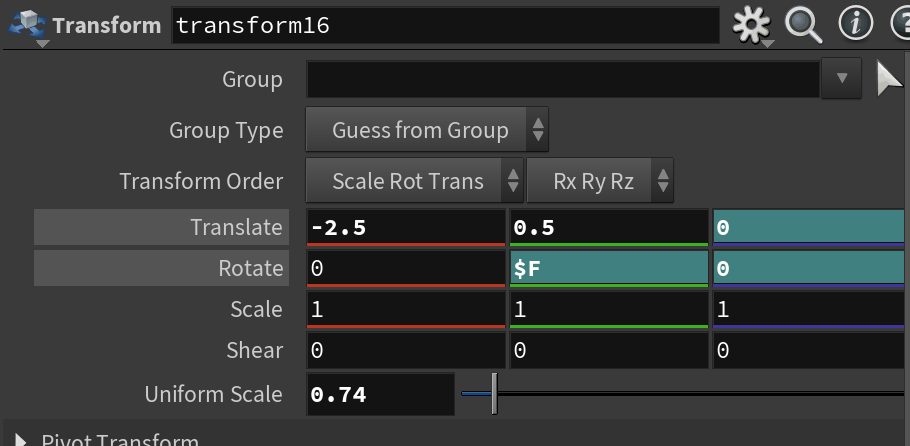 Transform transform16
Group
Group Type Guess from Group
Transform Order Scale Rot Trans Rx Ry Rz
Translate -2.5 0.5 0
Rotate 0 $F 0
Scale 1 1 1
Shear 0 0 0
Uniform Scale 0.74
Pivot Transform